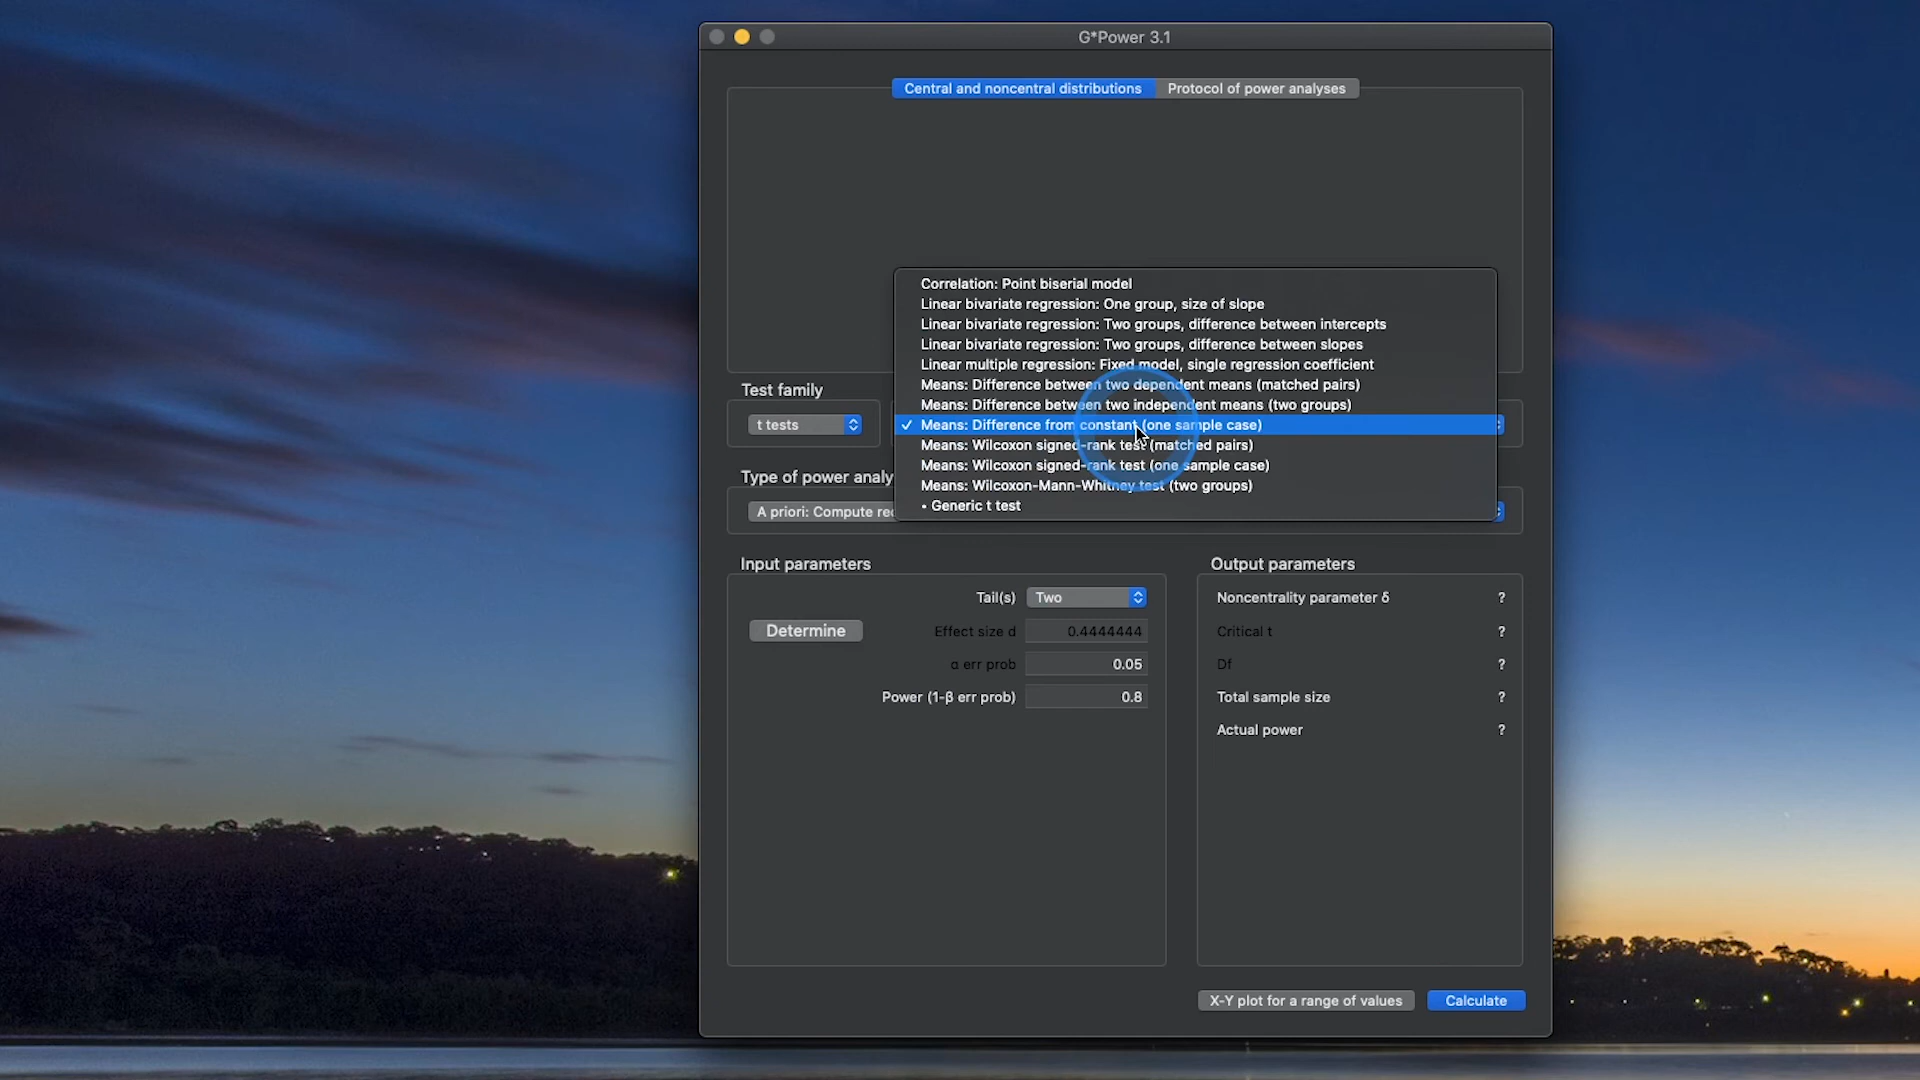 G*Power 3.1
Central and noncentral distributions
Protocol of power analyses
Correlation: Point biserial model
Linear bivariate regression: One group, size of slope
Linear bivariate regression: Two groups, difference between intercepts
Linear bivariate regression: Two groups, difference between slopes
Linear multiple regression: Fixed model, single regression coefficient
Means: Difference between two dependent means (matched pairs)
Means: Difference between two independent means (two groups)
✓ Means: Difference from constant (one sample case)
Means: Wilcoxon signed-rank test (matched pairs)
Means: Wilcoxon signed-rank test (one sample case)
Means: Wilcoxon-Mann-Whitney test (two groups)
• Generic t test
Test family
t tests
Type of power analy
A priori: Compute rec
Input parameters
Tail(s) Two
Determine
Effect size d 0.4444444
α err prob 0.05
Power (1-β err prob) 0.8
Output parameters
Noncentrality parameter δ ?
Critical t ?
Df ?
Total sample size ?
Actual power ?
X-Y plot for a range of values
Calculate